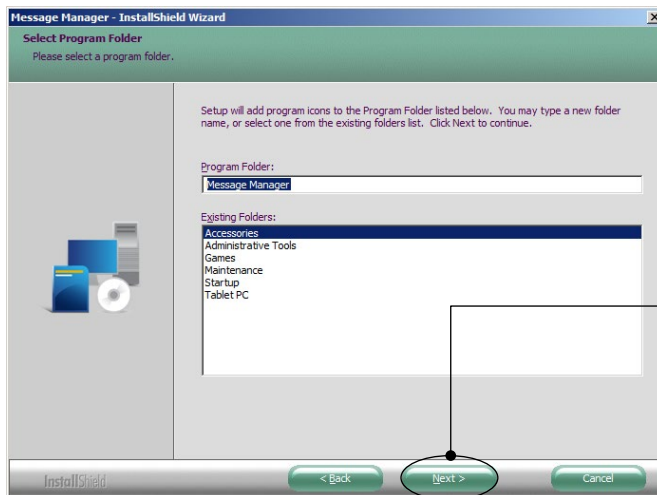 Message Manager - InstallShield Wizard
Select Program Folder
Please select a program folder.
Setup will add program icons to the Program Folder listed below. You may type a new folder
name, or select one from the existing folders list. Click Next to continue.
Program Folder:
Message Manager
Existing Folders:
Accessories
Administrative Tools
Games
Maintenance
Startup
Tablet PC
InstallShield
< Back
Next >
Cancel